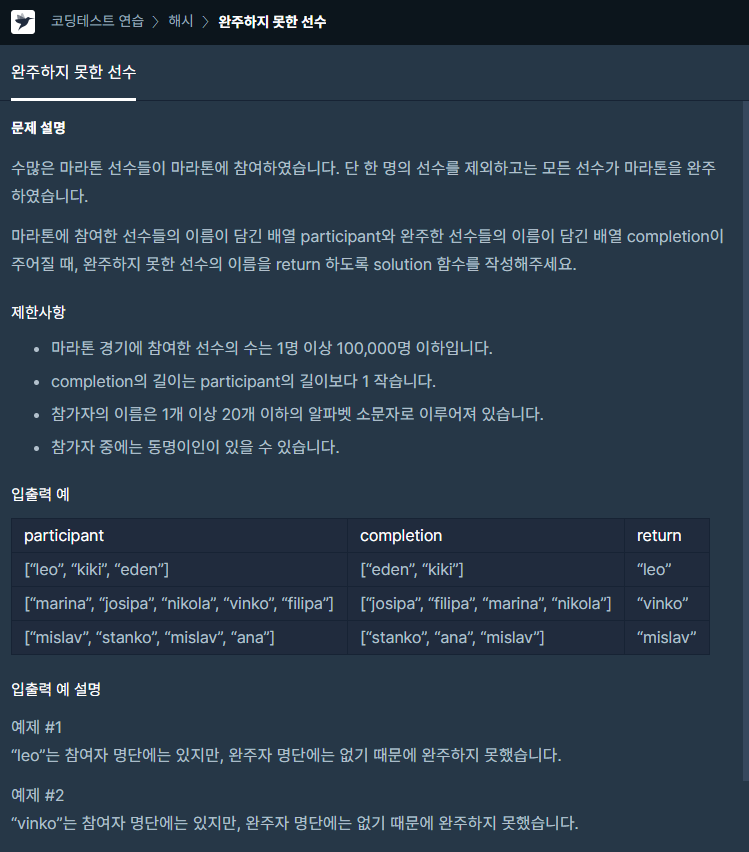 코딩테스트 연습 > 해시 > 완주하지 못한 선수
완주하지 못한 선수
문제 설명
수많은 마라톤 선수들이 마라톤에 참여하였습니다. 단 한 명의 선수를 제외하고는 모든 선수가 마라톤을 완주
하였습니다.
마라톤에 참여한 선수들의 이름이 담긴 배열 participant와 완주한 선수들의 이름이 담긴 배열 completion이
주어질 때, 완주하지 못한 선수의 이름을 return 하도록 solution 함수를 작성해주세요.
제한사항
• 마라톤 경기에 참여한 선수의 수는 1명 이상 100,000명 이하입니다.
• completion의 길이는 participant의 길이보다 1 작습니다.
• 참가자의 이름은 1개 이상 20개 이하의 알파벳 소문자로 이루어져 있습니다.
• 참가자 중에는 동명이인이 있을 수 있습니다.
입출력 예
participant completion return
[“leo”, “kiki”, “eden”] [“eden”, “kiki”] “leo”
[“marina”, “josipa”, “nikola”, “vinko”, “filipa”] [“josipa”, “filipa”, “marina”, “nikola”] “vinko”
[“mislav”, “stanko”, “mislav”, “ana”] [“stanko”, “ana”, “mislav”] “mislav”
입출력 예 설명
예제 #1
“leo”는 참여자 명단에는 있지만, 완주자 명단에는 없기 때문에 완주하지 못했습니다.
예제 #2
“vinko”는 참여자 명단에는 있지만, 완주자 명단에는 없기 때문에 완주하지 못했습니다.